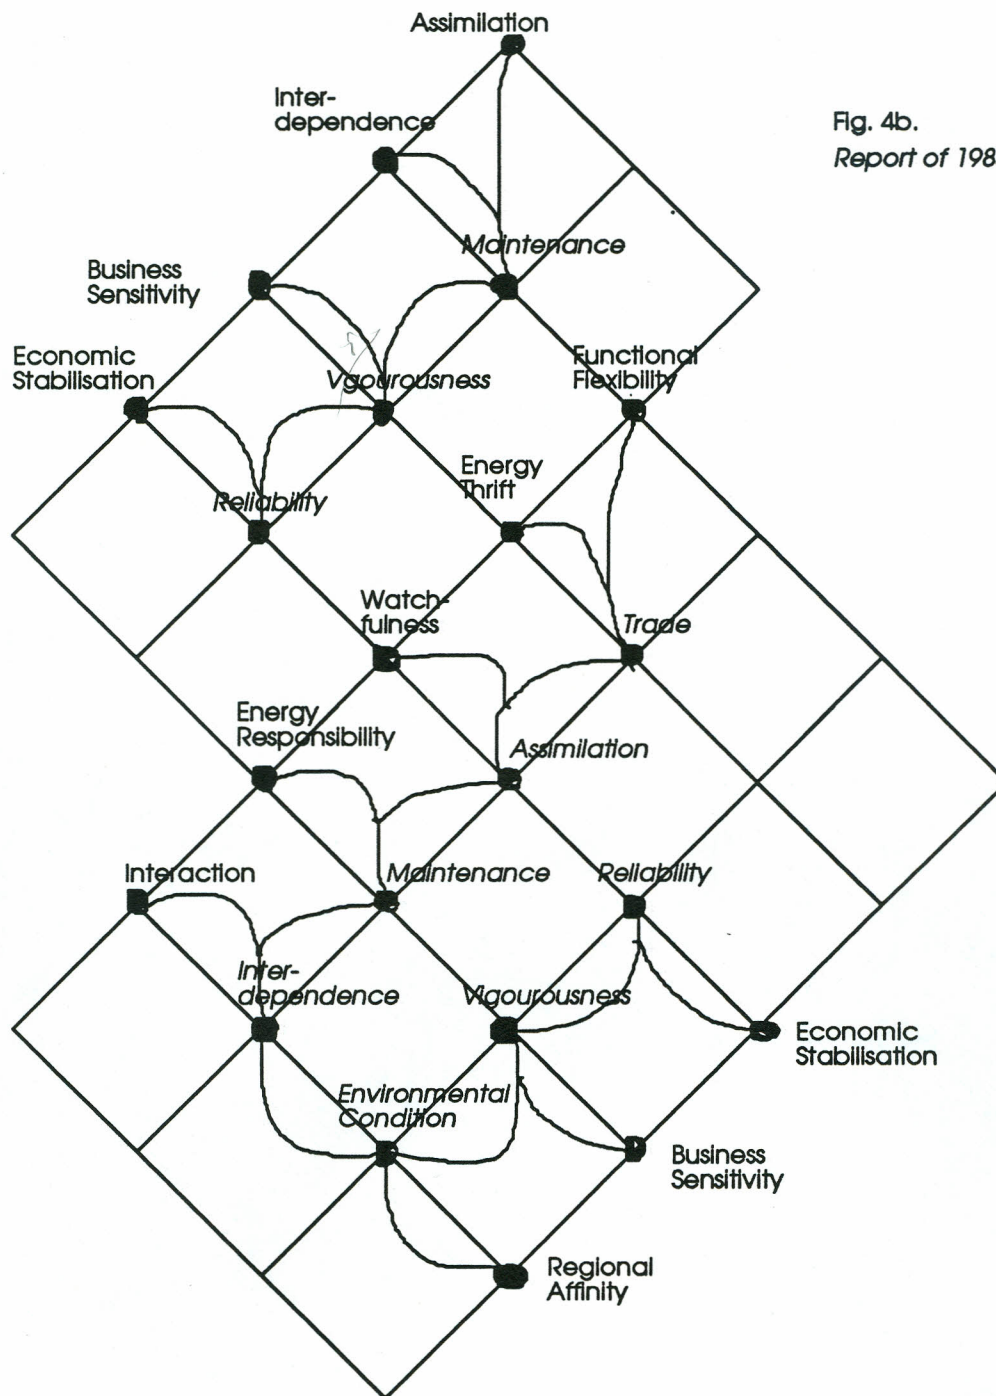 Assimilation
Inter-
dependence
Fig. 4b.
Report of 198
Maintenance
Business
Sensitivity
Economic
Stabilisation
Vgourousness
Functional
Flexibility
Energy
Thrift
Reliability
Watch-
fulness
Trade
Energy
Responsibility
Assimilation
Interaction
Maintenance
Reliability
Inter-
dependence
Vigourousness
Economic
Stabilisation
Environmental
Condition
Business
Sensitivity
Regional
Affinity